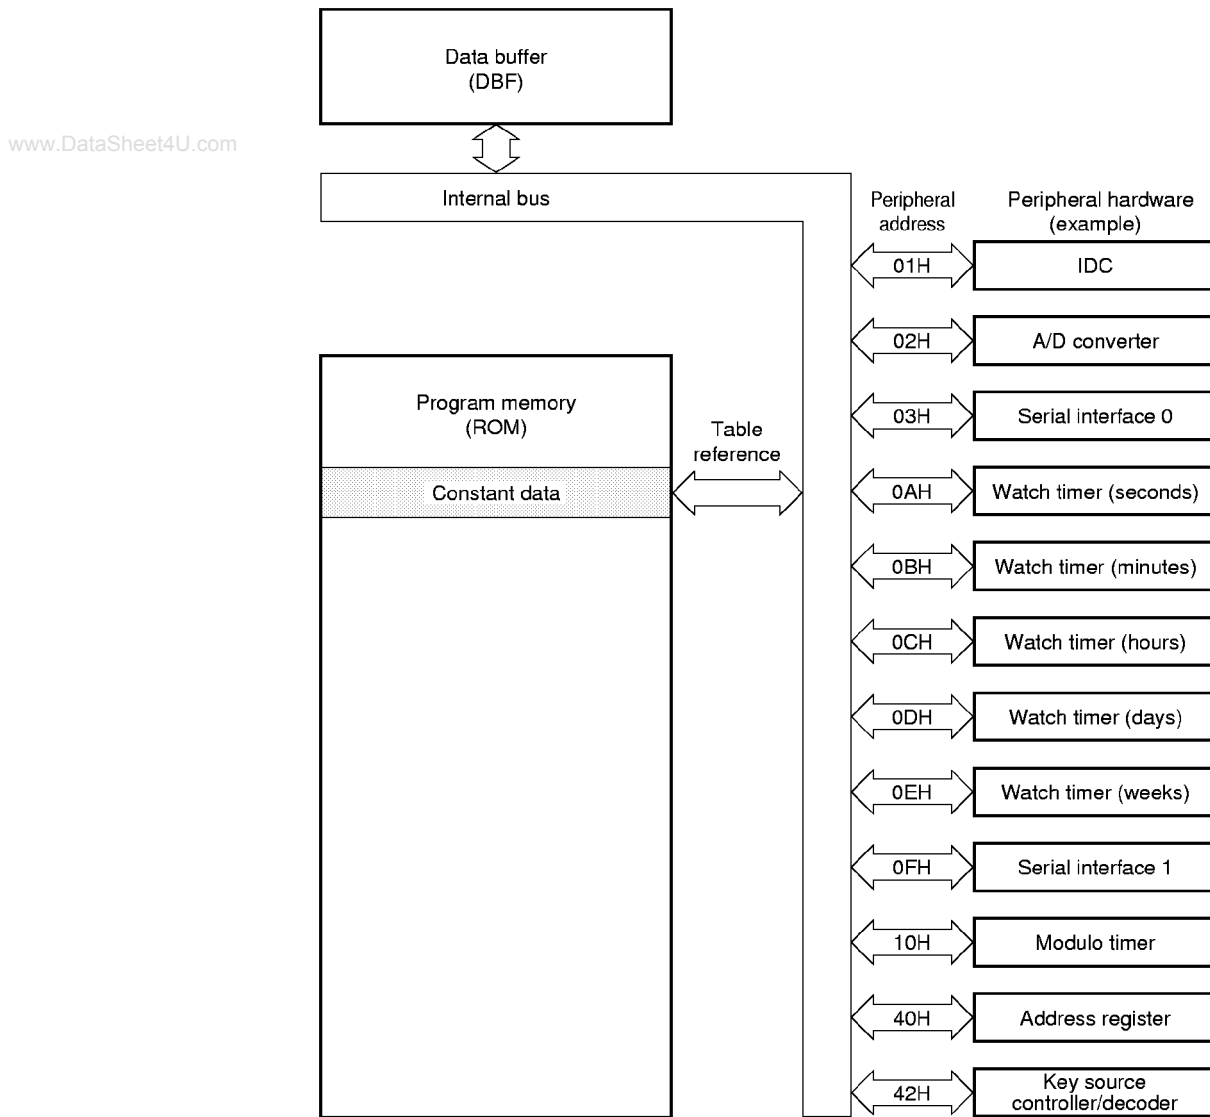 Data buffer
(DBF)
www.DataSheet4U.com
Internal bus
Peripheral
address
Peripheral hardware
(example)
01H
IDC
02H
A/D converter
Program memory
(ROM)
03H
Serial interface 0
Table
reference
Constant data
0AH
Watch timer (seconds)
0BH
Watch timer (minutes)
0CH
Watch timer (hours)
0DH
Watch timer (days)
0EH
Watch timer (weeks)
0FH
Serial interface 1
10H
Modulo timer
40H
Address register
42H
Key source
controller/decoder